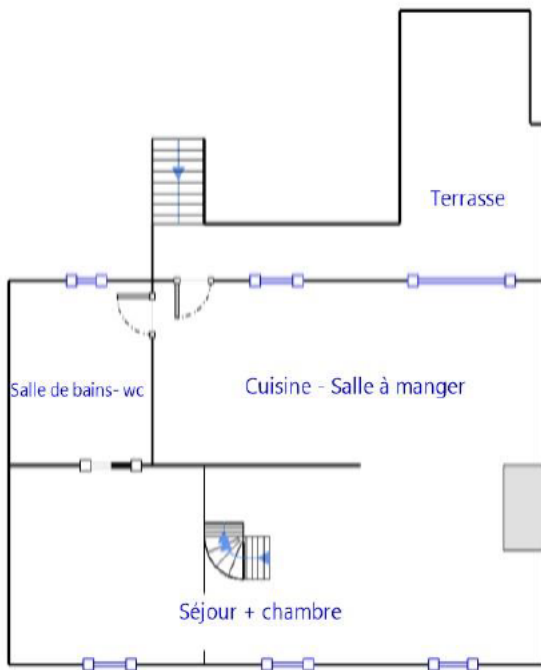 Terrasse
Salle de bains- wc
Cuisine - Salle à manger
Séjour + chambre